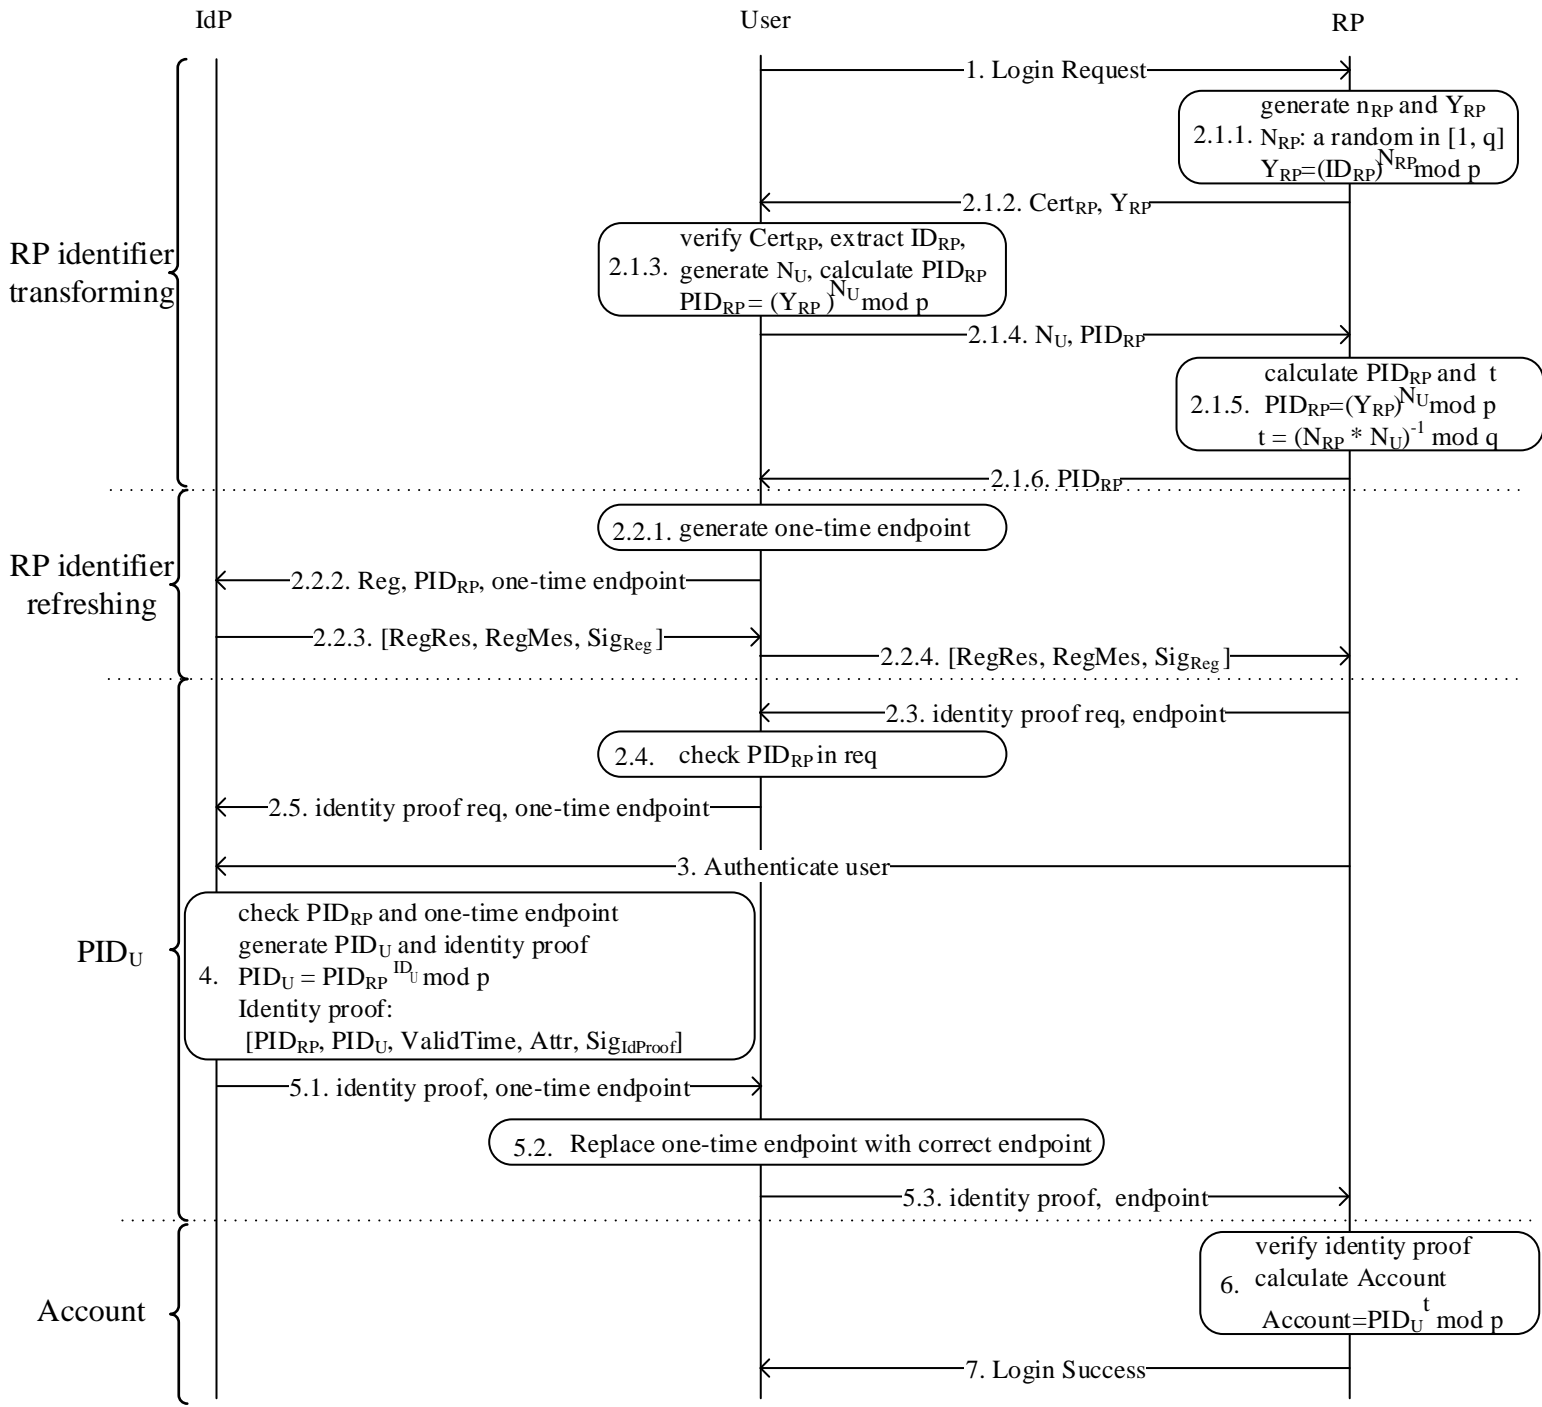 IdP
User
RP
1. Login Request
generate nRP and YRP
2.1.1. NRP: a random in [1, q]
YRP=(IDRP)^NRP mod p
2.1.2. CertRP, YRP
RP identifier
transforming
verify CertRP, extract IDRP,
2.1.3. generate NU, calculate PIDRP
PIDRP = (YRP )^NU mod p
2.1.4. NU, PIDRP
calculate PIDRP and t
2.1.5. PIDRP=(YRP)^NU mod p
t = (NRP * NU)^-1 mod q
2.1.6. PIDRP
2.2.1. generate one-time endpoint
RP identifier
refreshing
2.2.2. Reg, PIDRP, one-time endpoint
2.2.3. [RegRes, RegMes, SigReg ]
2.2.4. [RegRes, RegMes, SigReg ]
2.3. identity proof req, endpoint
2.4. check PIDRP in req
2.5. identity proof req, one-time endpoint
3. Authenticate user
PIDU
check PIDRP and one-time endpoint
generate PIDU and identity proof
4. PIDU = PIDRP ^IDU mod p
Identity proof:
[PIDRP, PIDU, ValidTime, Attr, SigIdProof]
5.1. identity proof, one-time endpoint
5.2. Replace one-time endpoint with correct endpoint
5.3. identity proof, endpoint
Account
verify identity proof
6. calculate Account
Account=PIDU^t mod p
7. Login Success